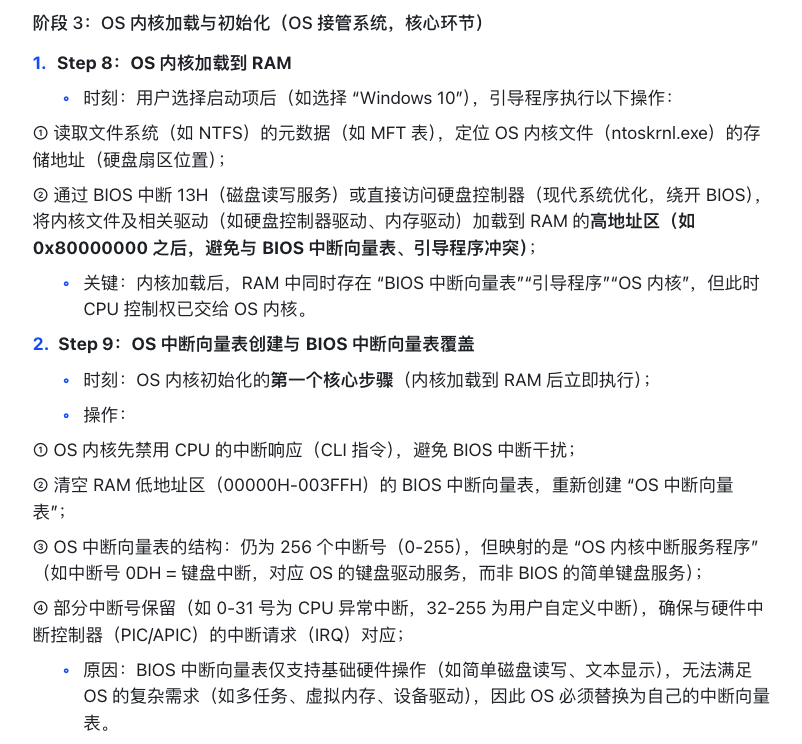 阶段 3：OS 内核加载与初始化（OS 接管系统，核心环节）
1. Step 8：OS 内核加载到 RAM
◦ 时刻：用户选择启动项后（如选择 “Windows 10”），引导程序执行以下操作：
① 读取文件系统（如 NTFS）的元数据（如 MFT 表），定位 OS 内核文件（ntoskrnl.exe）的存
储地址（硬盘扇区位置）；
② 通过 BIOS 中断 13H（磁盘读写服务）或直接访问硬盘控制器（现代系统优化，绕开 BIOS），
将内核文件及相关驱动（如硬盘控制器驱动、内存驱动）加载到 RAM 的高地址区（如
0x80000000 之后，避免与 BIOS 中断向量表、引导程序冲突）；
◦ 关键：内核加载后，RAM 中同时存在 “BIOS 中断向量表”“引导程序”“OS 内核”，但此时
CPU 控制权已交给 OS 内核。
2. Step 9：OS 中断向量表创建与 BIOS 中断向量表覆盖
◦ 时刻：OS 内核初始化的第一个核心步骤（内核加载到 RAM 后立即执行）；
◦ 操作：
① OS 内核先禁用 CPU 的中断响应（CLI 指令），避免 BIOS 中断干扰；
② 清空 RAM 低地址区（00000H-003FFH）的 BIOS 中断向量表，重新创建 “OS 中断向量
表”；
③ OS 中断向量表的结构：仍为 256 个中断号（0-255），但映射的是 “OS 内核中断服务程序”
（如中断号 0DH = 键盘中断，对应 OS 的键盘驱动服务，而非 BIOS 的简单键盘服务）；
④ 部分中断号保留（如 0-31 号为 CPU 异常中断，32-255 为用户自定义中断），确保与硬件中
断控制器（PIC/APIC）的中断请求（IRQ）对应；
◦ 原因：BIOS 中断向量表仅支持基础硬件操作（如简单磁盘读写、文本显示），无法满足
OS 的复杂需求（如多任务、虚拟内存、设备驱动），因此 OS 必须替换为自己的中断向量
表。